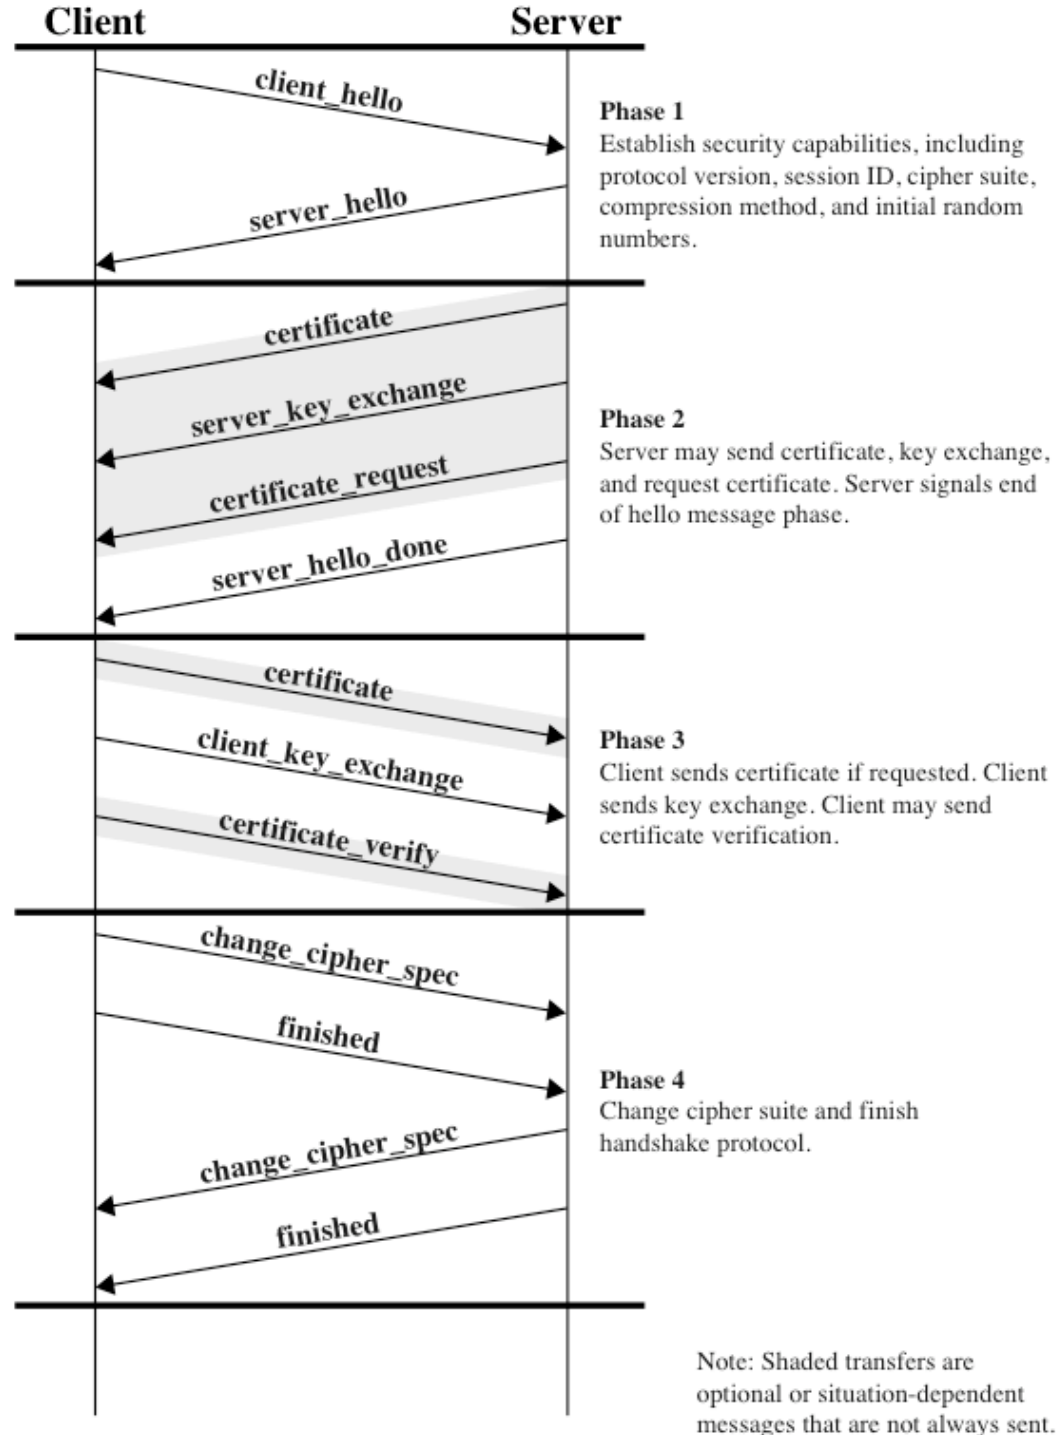 Client Server
client_hello
Phase 1
Establish security capabilities, including
protocol version, session ID, cipher suite,
compression method, and initial random
numbers.
server_hello
certificate
server_key_exchange
certificate_request
server_hello_done
Phase 2
Server may send certificate, key exchange,
and request certificate. Server signals end
of hello message phase.
certificate
client_key_exchange
certificate_verify
Phase 3
Client sends certificate if requested. Client
sends key exchange. Client may send
certificate verification.
change_cipher_spec
finished
change_cipher_spec
finished
Phase 4
Change cipher suite and finish
handshake protocol.
Note: Shaded transfers are
optional or situation-dependent
messages that are not always sent.